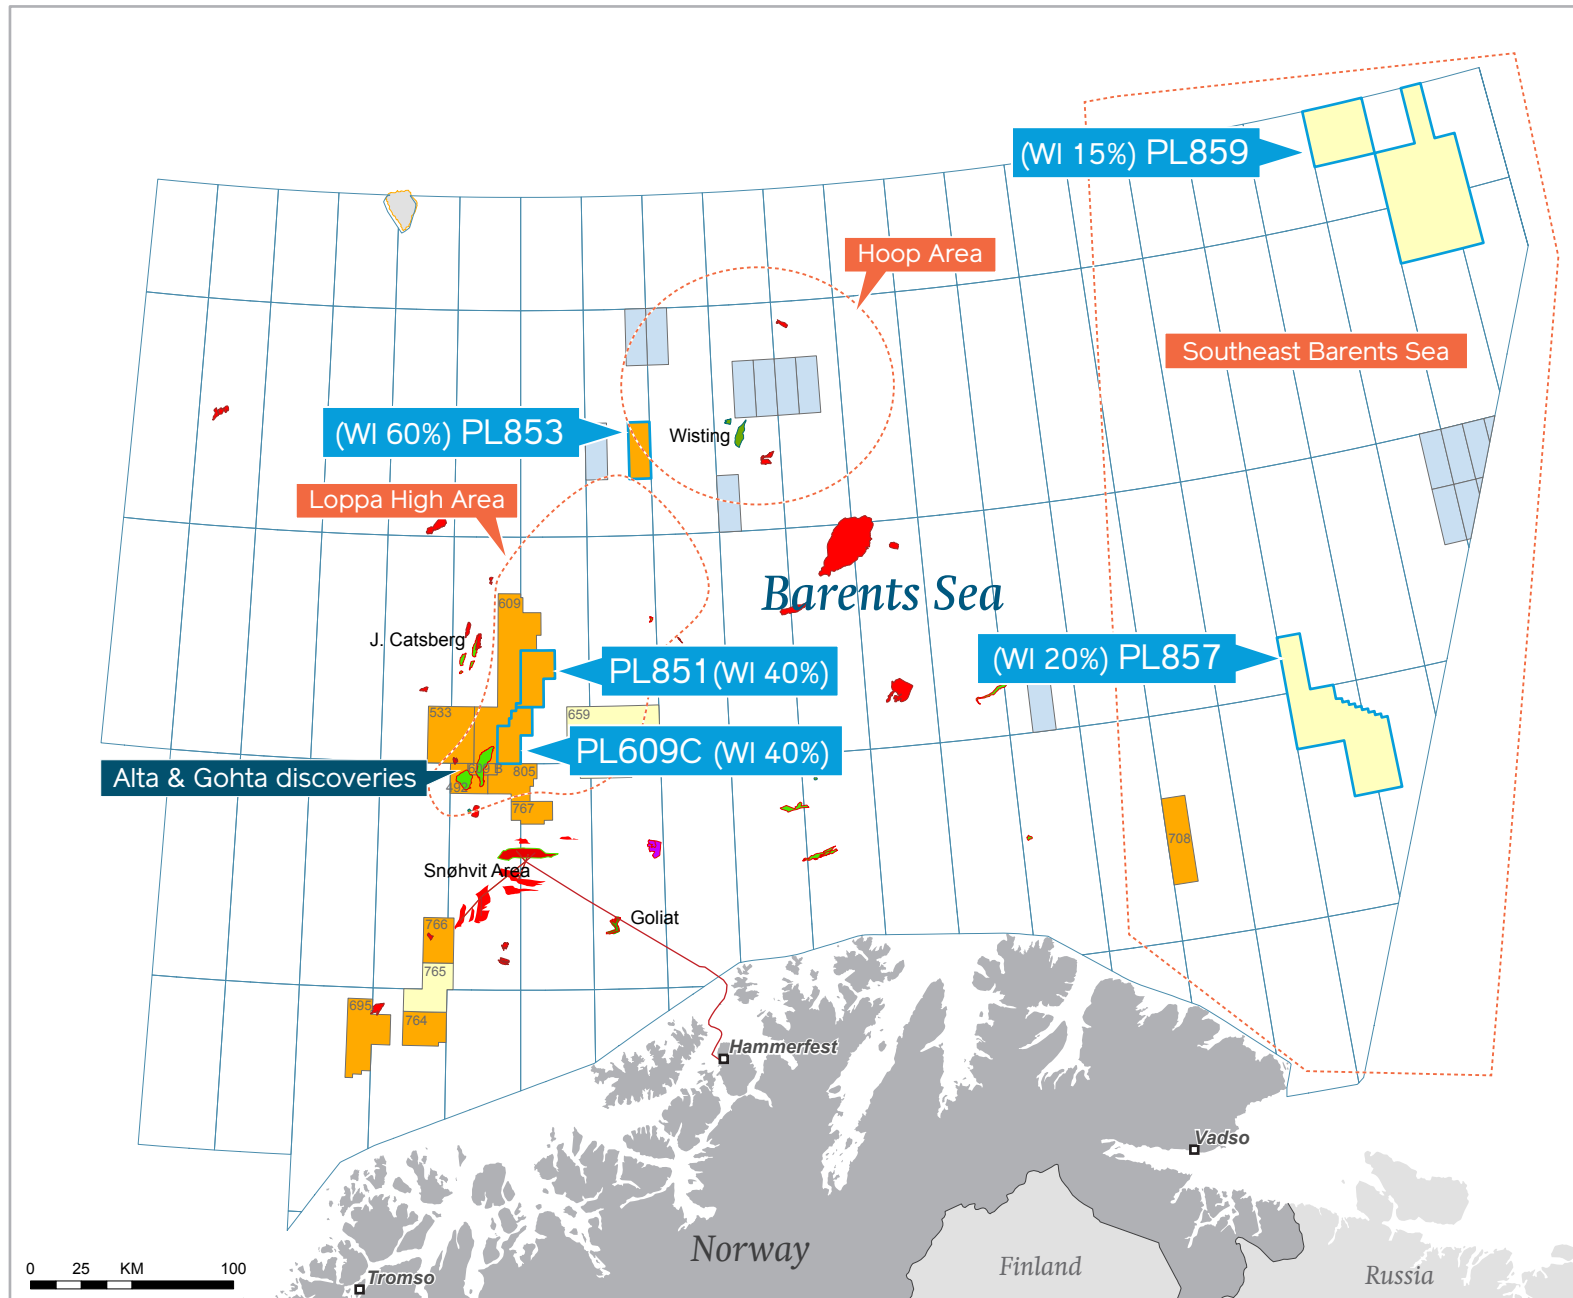 (WI 15%) PL859
Hoop Area
Southeast Barents Sea
(WI 60%) PL853
Wisting
Loppa High Area
Barents Sea
609
J. Catsberg
PL851 (WI 40%)
(WI 20%) PL857
533
659
PL609C (WI 40%)
Alta & Gohta discoveries
609 B
805
492
767
708
Snøhvit Area
Goliat
766
765
695
764
Hammerfest
Vadso
Norway
Finland
Russia
Tromso
0 25 KM 100